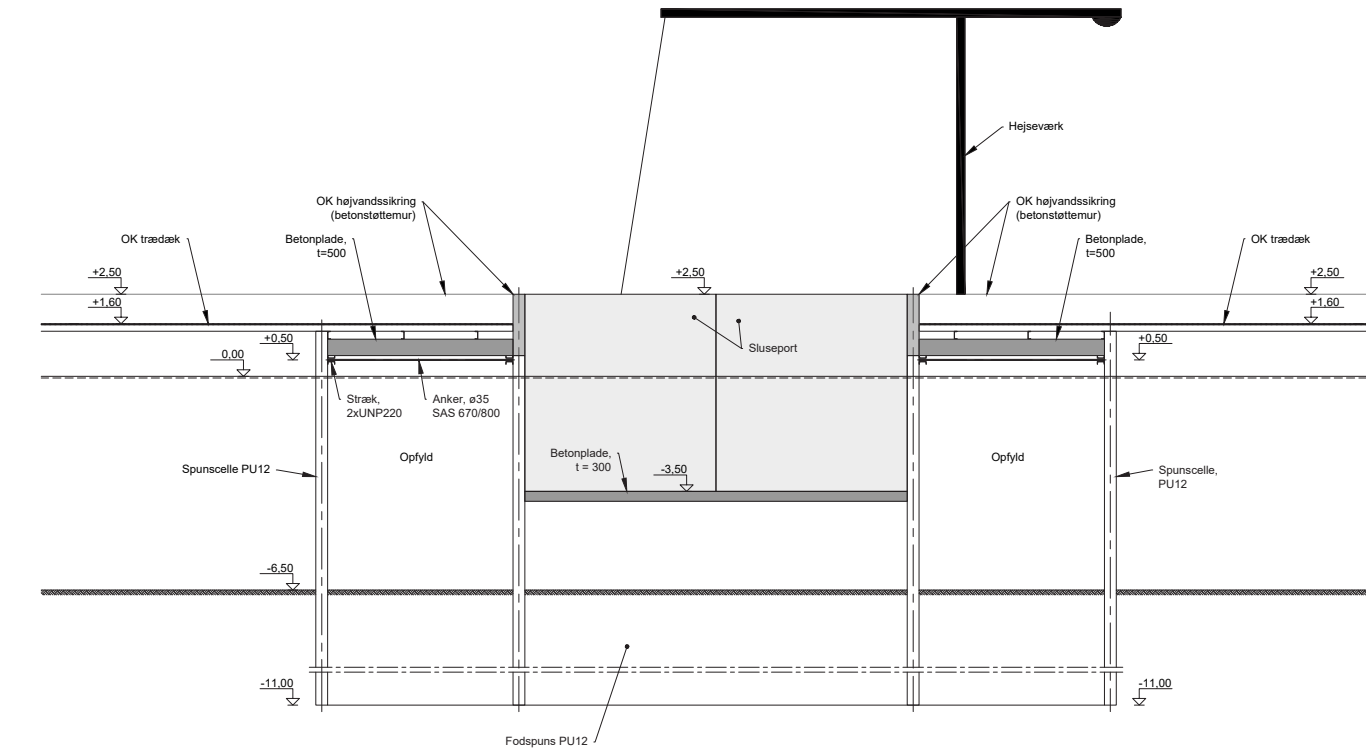 Hejseværk
OK højvandssikring
(betonstøttemur)
OK højvandssikring
(betonstøttemur)
OK trædæk
Betonplade,
t=500
Betonplade,
t=500
OK trædæk
+2,50
+2,50
+2,50
+1,60
+1,60
+0,50
+0,50
Sluseport
0,00
Stræk,
2xUNP220
Anker, ø35
SAS 670/800
Opfyld
Betonplade,
t = 300
-3,50
Opfyld
Spunscelle PU12
Spunscelle,
PU12
-6,50
-11,00
-11,00
Fodspuns PU12